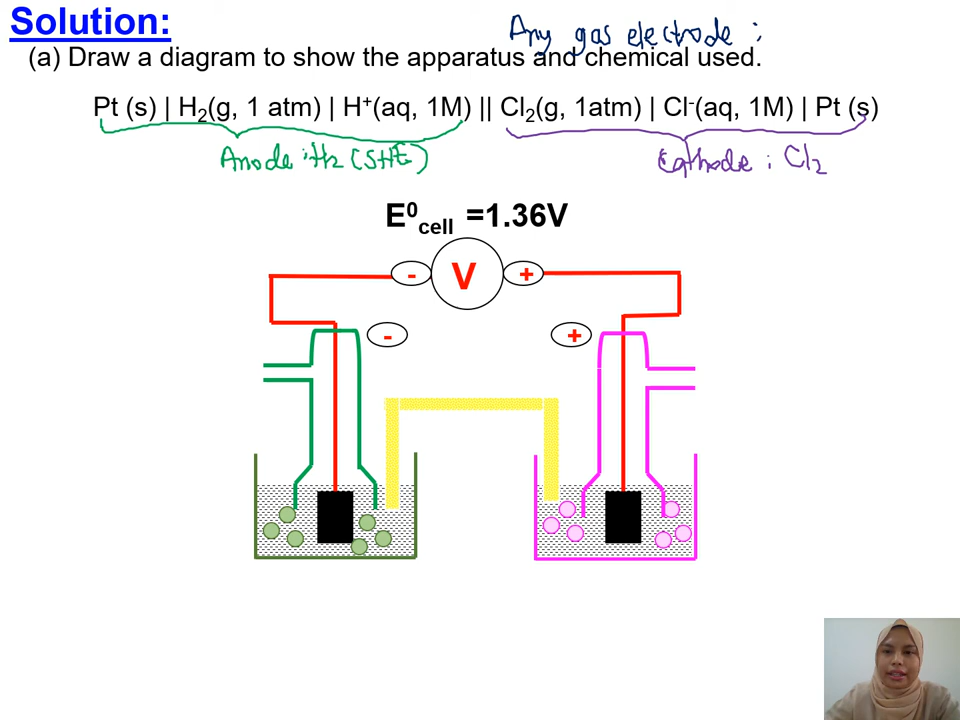 Solution:
Any gas electrode :
(a) Draw a diagram to show the apparatus and chemical used.
Pt (s) | H₂(g, 1 atm) | H⁺(aq, 1M) || Cl₂(g, 1atm) | Cl⁻(aq, 1M) | Pt (s)
Anode : H₂ (SHE)
Cathode : Cl₂
E⁰cell =1.36V
- V +
- +